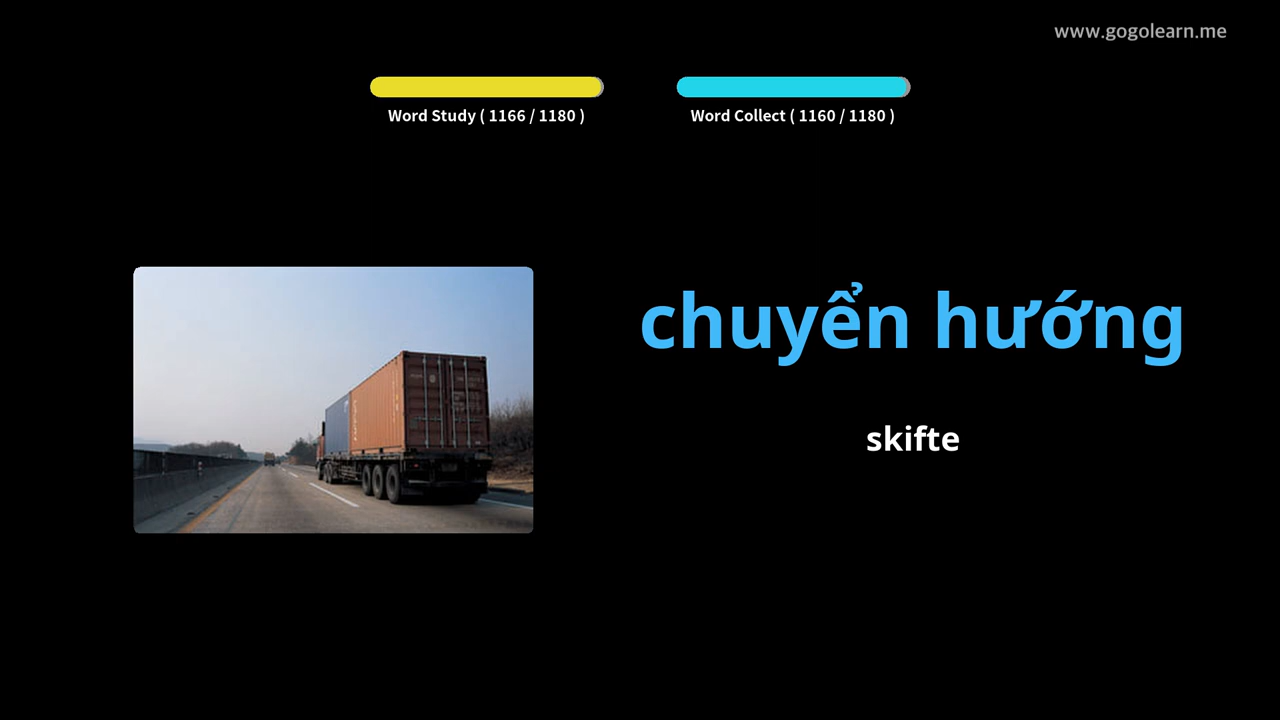 www.gogolearn.me
Word Study ( 1166 / 1180 )
Word Collect ( 1160 / 1180 )
chuyển hướng
skifte